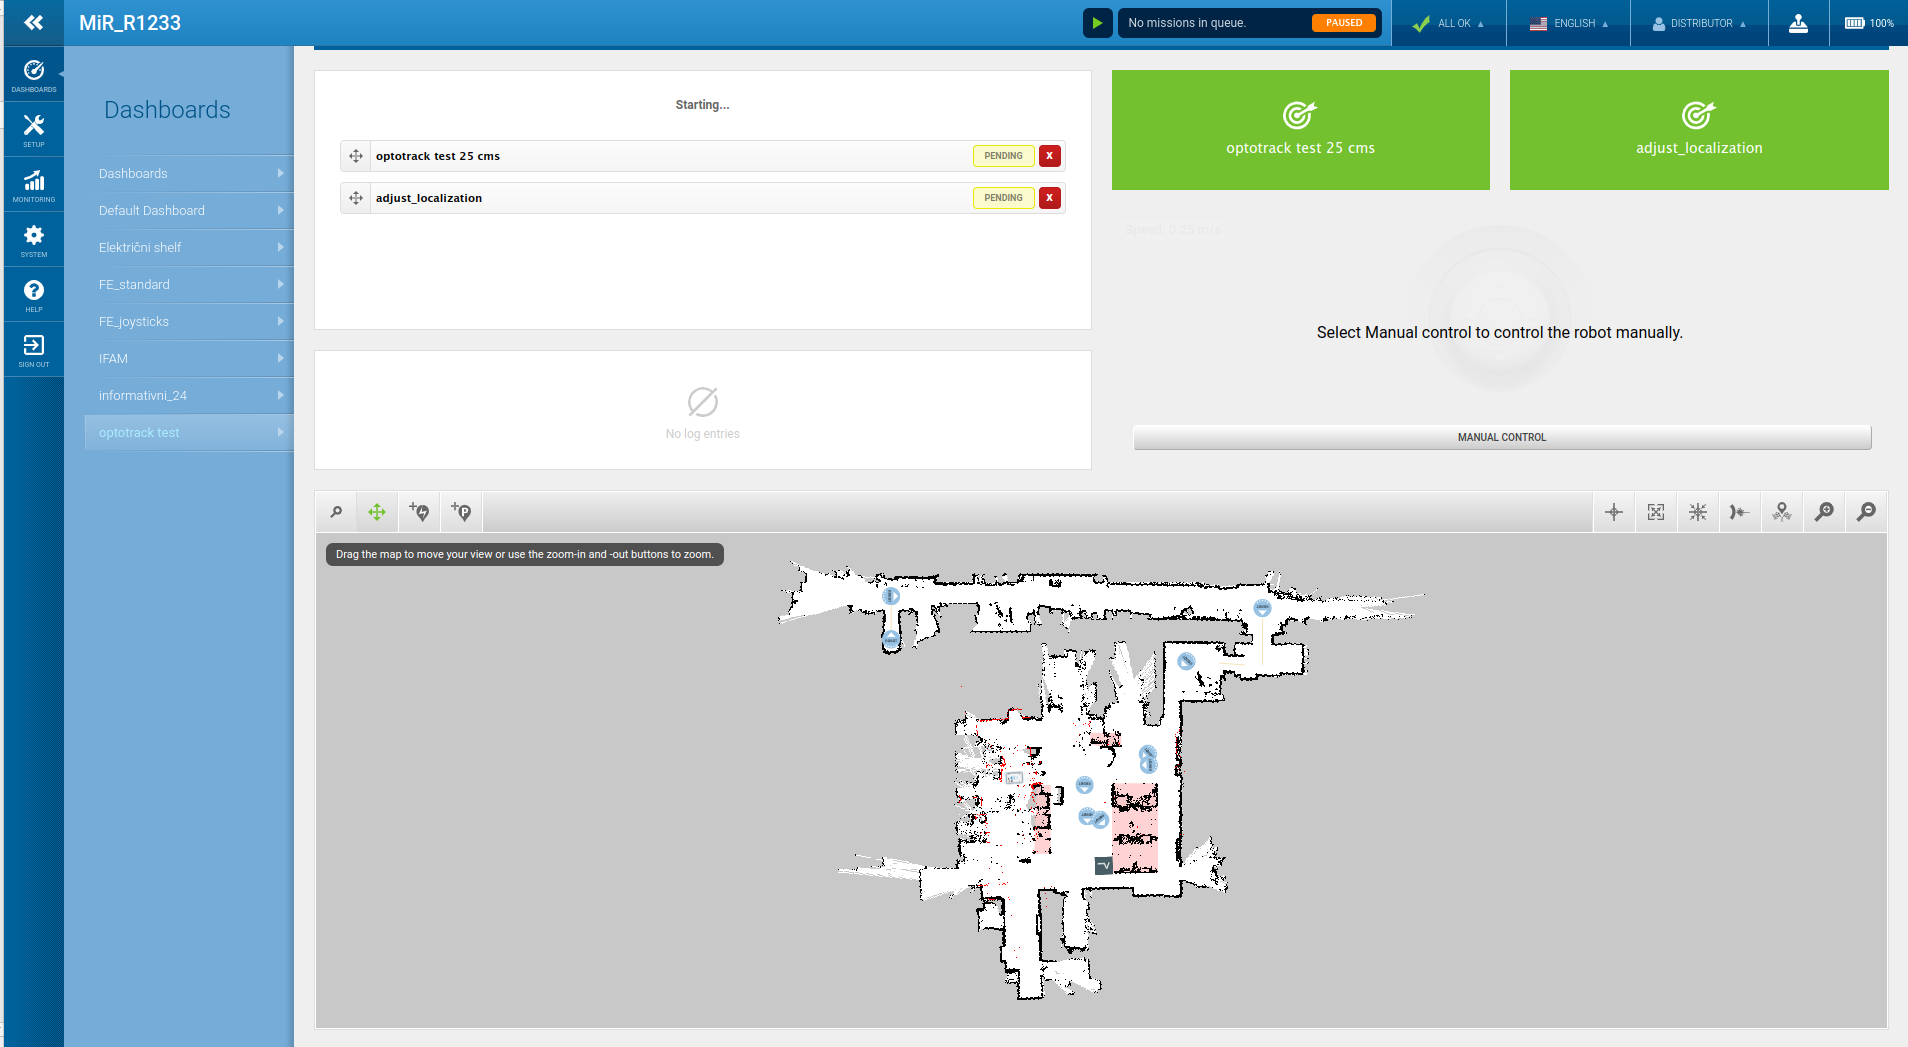 MiR_R1233
No missions in queue.
PAUSED
ALL OK
ENGLISH
DISTRIBUTOR
100%
DASHBOARDS
SETUP
MONITORING
SYSTEM
HELP
SIGN OUT
Dashboards
Dashboards
Default Dashboard
Električni shelf
FE_standard
FE_joysticks
IFAM
informativni_24
optotrack test
Starting...
optotrack test 25 cms
PENDING
X
adjust_localization
PENDING
X
No log entries
optotrack test 25 cms
adjust_localization
Speed: 0.25 m/s
Select Manual control to control the robot manually.
MANUAL CONTROL
Drag the map to move your view or use the zoom-in and -out buttons to zoom.